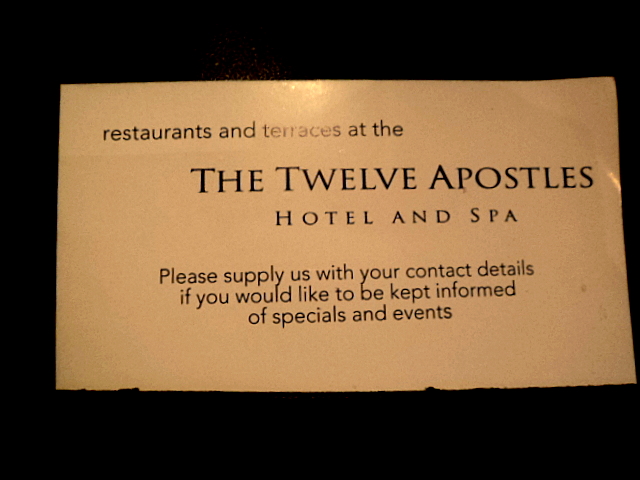 restaurants and terraces at the
THE TWELVE APOSTLES
HOTEL AND SPA
Please supply us with your contact details
if you would like to be kept informed
of specials and events